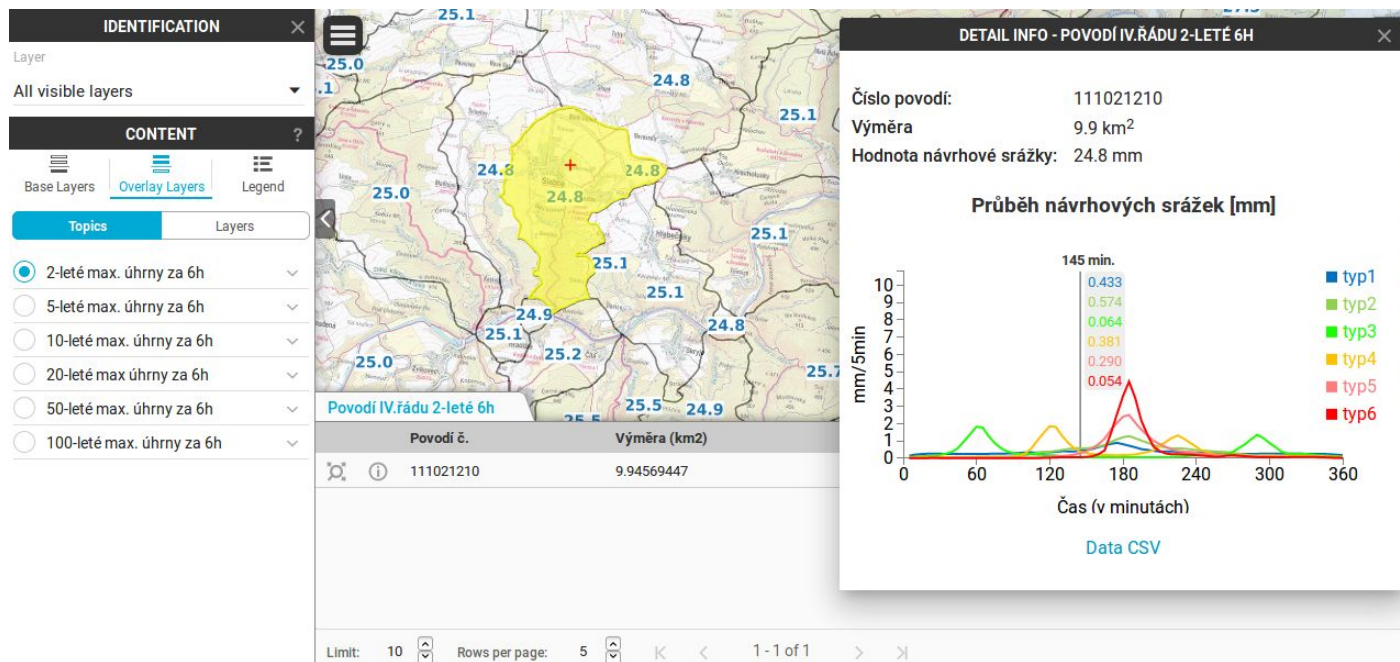 IDENTIFICATION
Layer
All visible layers
CONTENT ?
Base Layers Overlay Layers Legend
Topics Layers
2-leté max. úhrny za 6h
5-leté max. úhrny za 6h
10-leté max. úhrny za 6h
20-leté max. úhrny za 6h
50-leté max. úhrny za 6h
100-leté max. úhrny za 6h
25.1
25.0
24.8
25.1
24.8 24.8
25.0 24.8
25.1
25.1
25.1
24.9
25.1 24.8
25.0 25.2
25.7
25.5 24.9
25.5
Povodí IV.řádu 2-leté 6h
Povodí č. Výměra (km2)
111021210 9.94569447
Limit: 10 Rows per page: 5 1 - 1 of 1
DETAIL INFO - POVODÍ IV.ŘÁDU 2-LETÉ 6H
Číslo povodí: 111021210
Výměra 9.9 km2
Hodnota návrhové srážky: 24.8 mm
Průběh návrhových srážek [mm]
145 min.
0.433
0.574
0.064
0.381
0.290
0.054
mm/5min
10
9
8
7
6
5
4
3
2
1
0
0 60 120 180 240 300 360
Čas (v minutách)
typ1
typ2
typ3
typ4
typ5
typ6
Data CSV